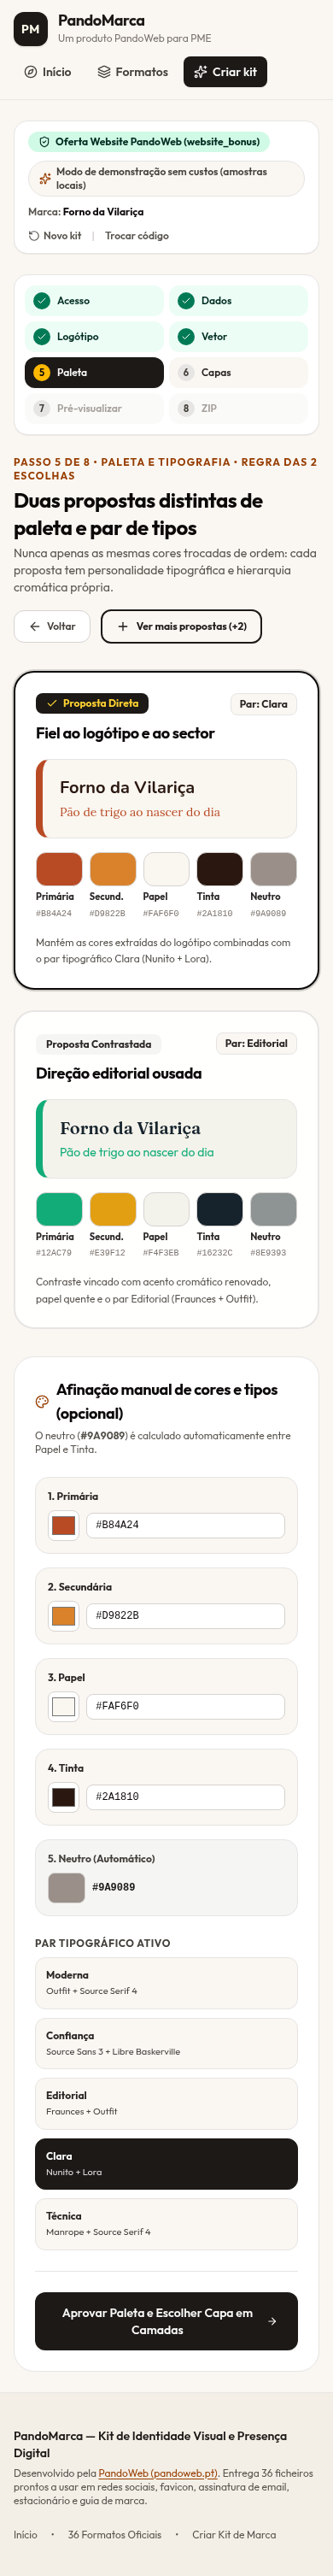 PM
PandoMarca
Um produto PandoWeb para PME
Início
Formatos
Criar kit
Oferta Website PandoWeb (website_bonus)
Modo de demonstração sem custos (amostras
locais)
Marca: Forno da Vilariça
Novo kit | Trocar código
Acesso
Dados
Logótipo
Vetor
5 Paleta
6 Capas
7 Pré-visualizar
8 ZIP
PASSO 5 DE 8 • PALETA E TIPOGRAFIA • REGRA DAS 2
ESCOLHAS
Duas propostas distintas de
paleta e par de tipos
Nunca apenas as mesmas cores trocadas de ordem: cada
proposta tem personalidade tipográfica e hierarquia
cromática própria.
Voltar
Ver mais propostas (+2)
Proposta Direta
Par: Clara
Fiel ao logótipo e ao sector
Forno da Vilariça
Pão de trigo ao nascer do dia
Primária Secund. Papel Tinta Neutro
#B84A24 #D9822B #FAF6F0 #2A1810 #9A9089
Mantém as cores extraídas do logótipo combinadas com
o par tipográfico Clara (Nunito + Lora).
Proposta Contrastada
Par: Editorial
Direção editorial ousada
Forno da Vilariça
Pão de trigo ao nascer do dia
Primária Secund. Papel Tinta Neutro
#12AC79 #E39F12 #F4F3EB #16232C #8E9393
Contraste vincado com acento cromático renovado,
papel quente e o par Editorial (Fraunces + Outfit).
Afinação manual de cores e tipos
(opcional)
O neutro (#9A9089) é calculado automaticamente entre
Papel e Tinta.
1. Primária
#B84A24
2. Secundária
#D9822B
3. Papel
#FAF6F0
4. Tinta
#2A1810
5. Neutro (Automático)
#9A9089
PAR TIPOGRÁFICO ATIVO
Moderna
Outfit + Source Serif 4
Confiança
Source Sans 3 + Libre Baskerville
Editorial
Fraunces + Outfit
Clara
Nunito + Lora
Técnica
Manrope + Source Serif 4
Aprovar Paleta e Escolher Capa em
Camadas
PandoMarca — Kit de Identidade Visual e Presença
Digital
Desenvolvido pela PandoWeb (pandoweb.pt). Entrega 36 ficheiros
prontos a usar em redes sociais, favicon, assinatura de email,
estacionário e guia de marca.
Início • 36 Formatos Oficiais • Criar Kit de Marca